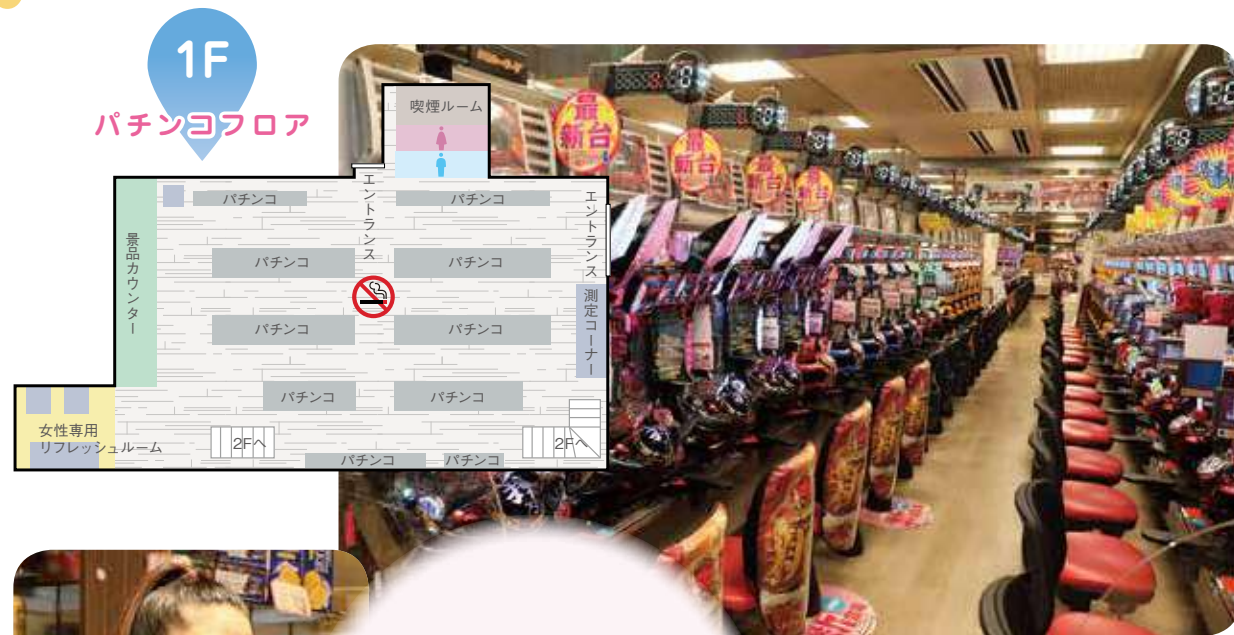 1F
パチンコフロア
喫煙ルーム
エントランス
エントランス
パチンコ
パチンコ
景品カウンター
パチンコ
パチンコ
測定コーナー
パチンコ
パチンコ
パチンコ
パチンコ
女性専用
リフレッシュルーム
2Fへ
2Fへ
パチンコ
パチンコ
最
新台
最
新台
最
新台
最
新台